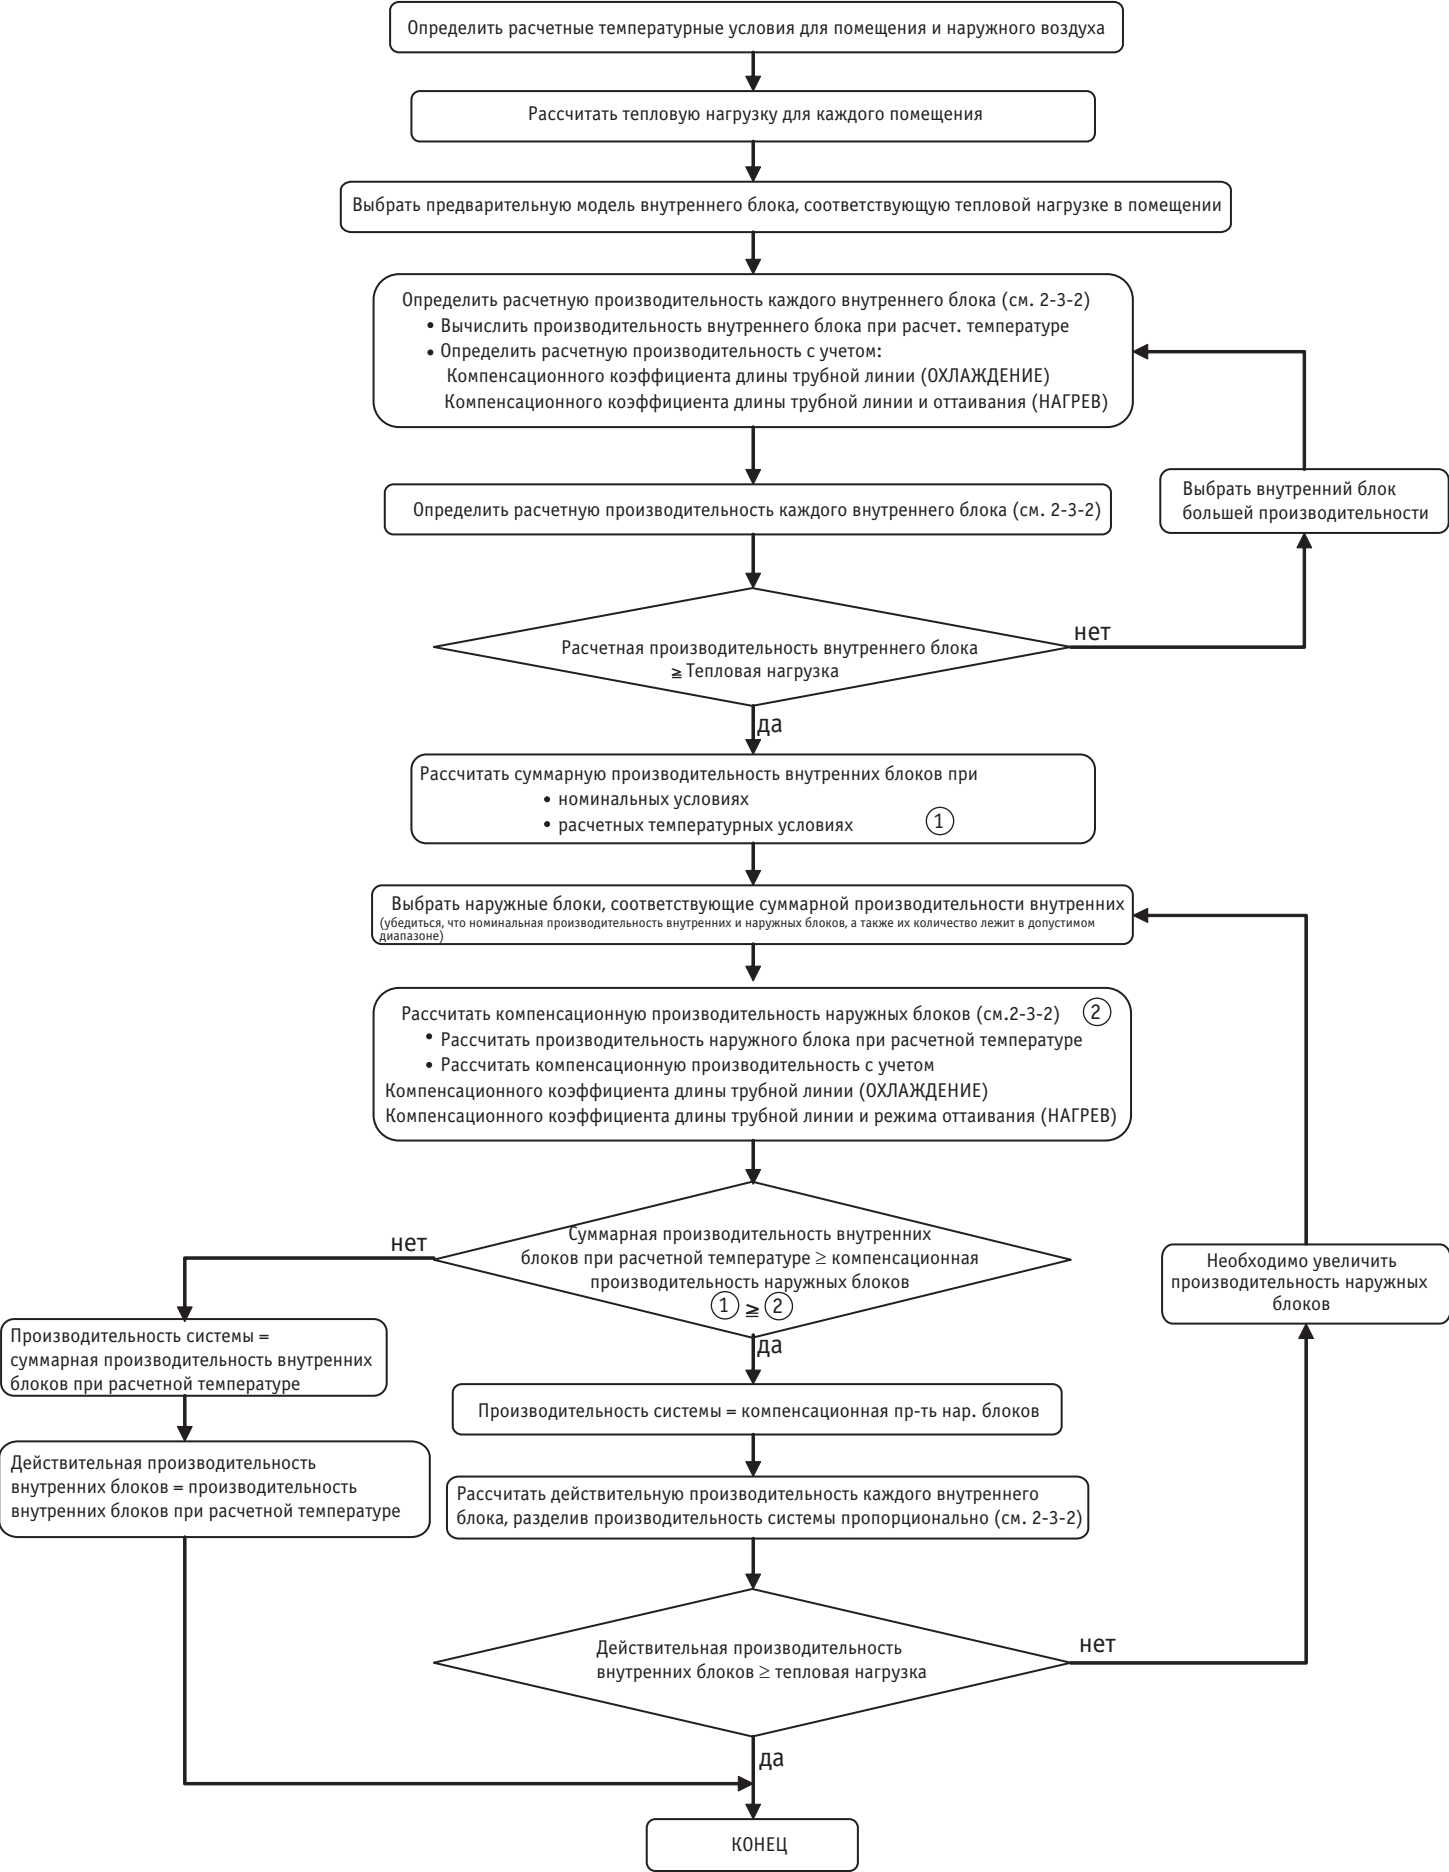 Определить расчетные температурные условия для помещения и наружного воздуха
Рассчитать тепловую нагрузку для каждого помещения
Выбрать предварительную модель внутреннего блока, соответствующую тепловой нагрузке в помещении
Определить расчетную производительность каждого внутреннего блока (см. 2-3-2)
• Вычислить производительность внутреннего блока при расчет. температуре
• Определить расчетную производительность с учетом:
Компенсационного коэффициента длины трубной линии (ОХЛАЖДЕНИЕ)
Компенсационного коэффициента длины трубной линии и оттаивания (НАГРЕВ)
Выбрать внутренний блок
большей производительности
Определить расчетную производительность каждого внутреннего блока (см. 2-3-2)
нет
Расчетная производительность внутреннего блока
≧ Тепловая нагрузка
да
Рассчитать суммарную производительность внутренних блоков при
• номинальных условиях
• расчетных температурных условиях ①
Выбрать наружные блоки, соответствующие суммарной производительности внутренних
(убедиться, что номинальная производительность внутренних и наружных блоков, а также их количество лежит в допустимом
диапазоне)
Рассчитать компенсационную производительность наружных блоков (см.2-3-2) ②
• Рассчитать производительность наружного блока при расчетной температуре
• Рассчитать компенсационную производительность с учетом
Компенсационного коэффициента длины трубной линии (ОХЛАЖДЕНИЕ)
Компенсационного коэффициента длины трубной линии и режима оттаивания (НАГРЕВ)
нет
Суммарная производительность внутренних
блоков при расчетной температуре ≥ компенсационная
производительность наружных блоков
① ≧ ②
да
Необходимо увеличить
производительность наружных
блоков
Производительность системы =
суммарная производительность внутренних
блоков при расчетной температуре
Производительность системы = компенсационная пр-ть нар. блоков
Действительная производительность
внутренних блоков = производительность
внутренних блоков при расчетной температуре
Рассчитать действительную производительность каждого внутреннего
блока, разделив производительность системы пропорционально (см. 2-3-2)
нет
Действительная производительность
внутренних блоков ≥ тепловая нагрузка
да
КОНЕЦ